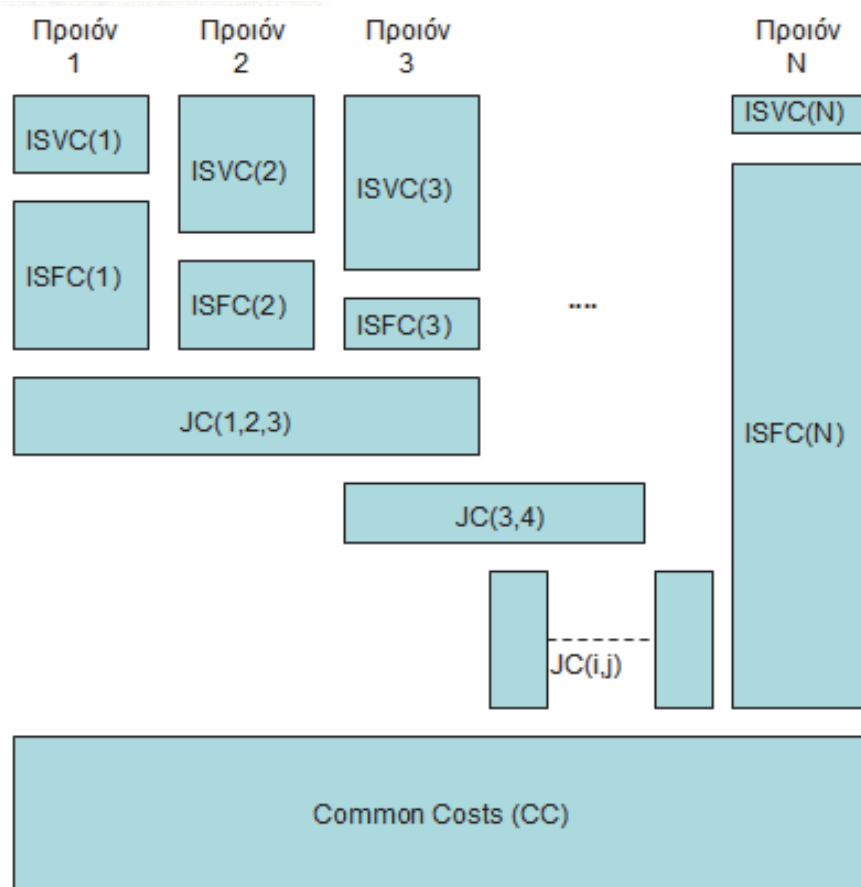 Προιόν
1
Προιόν
2
Προιόν
3
Προιόν
N
ISVC(1)
ISVC(2)
ISVC(3)
ISVC(N)
ISFC(1)
ISFC(2)
ISFC(3)
....
ISFC(N)
JC(1,2,3)
JC(3,4)
JC(i,j)
Common Costs (CC)